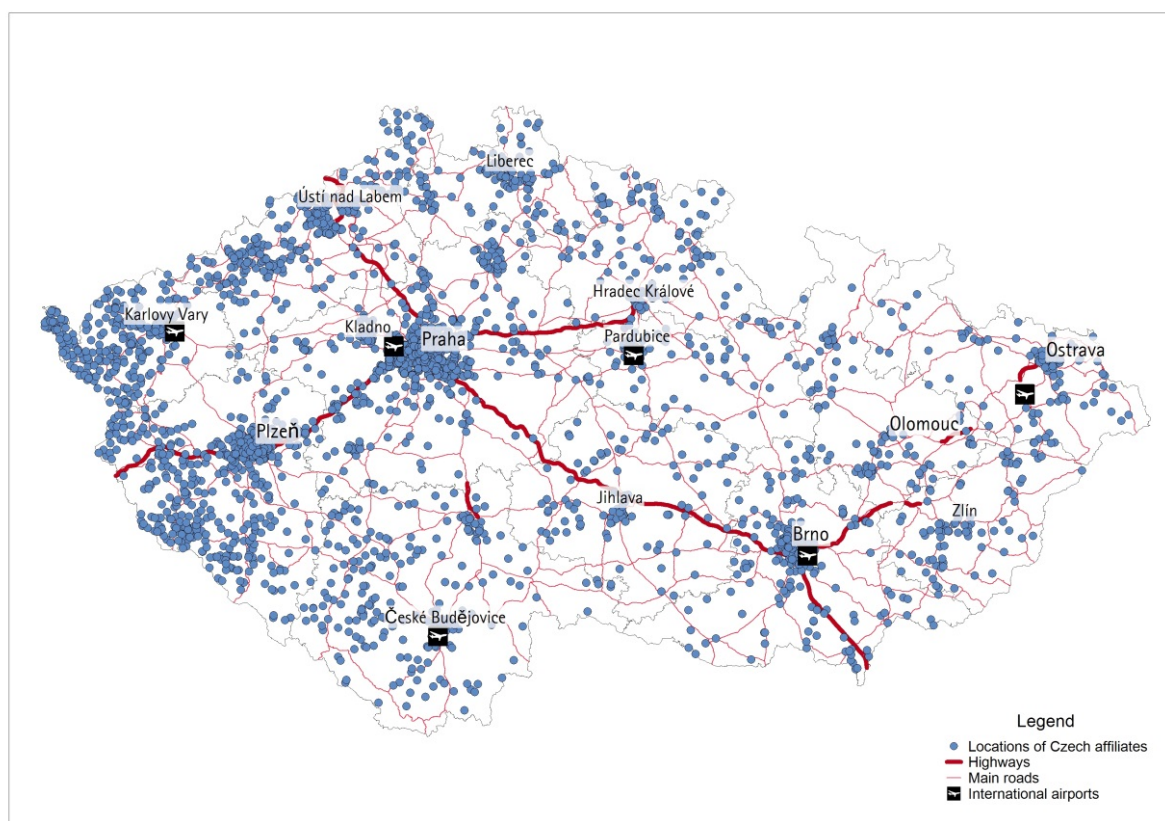 Liberec
Ústí nad Labem
Hradec Králové
Karlovy Vary
Kladno
Praha
Pardubice
Ostrava
Plzeň
Olomouc
Jihlava
Zlín
Brno
České Budějovice
Legend
Locations of Czech affiliates
Highways
Main roads
International airports